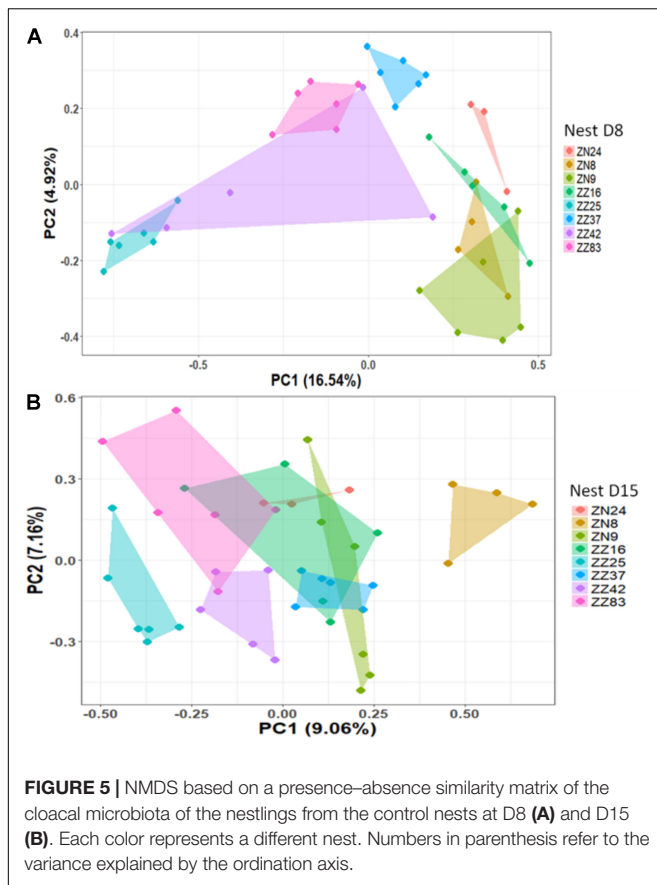 A
0.4
0.2
0.0
-0.2
-0.4
PC2 (4.92%)
-0.5
0.0
0.5
PC1 (16.54%)
Nest D8
ZN24
ZN8
ZN9
ZZ16
ZZ25
ZZ37
ZZ42
ZZ83
B
0.6
0.3
0.0
-0.3
PC2 (7.16%)
-0.50
-0.25
0.00
0.25
0.50
PC1 (9.06%)
Nest D15
ZN24
ZN8
ZN9
ZZ16
ZZ25
ZZ37
ZZ42
ZZ83
FIGURE 5 | NMDS based on a presence–absence similarity matrix of the
cloacal microbiota of the nestlings from the control nests at D8 (A) and D15
(B). Each color represents a different nest. Numbers in parenthesis refer to the
variance explained by the ordination axis.